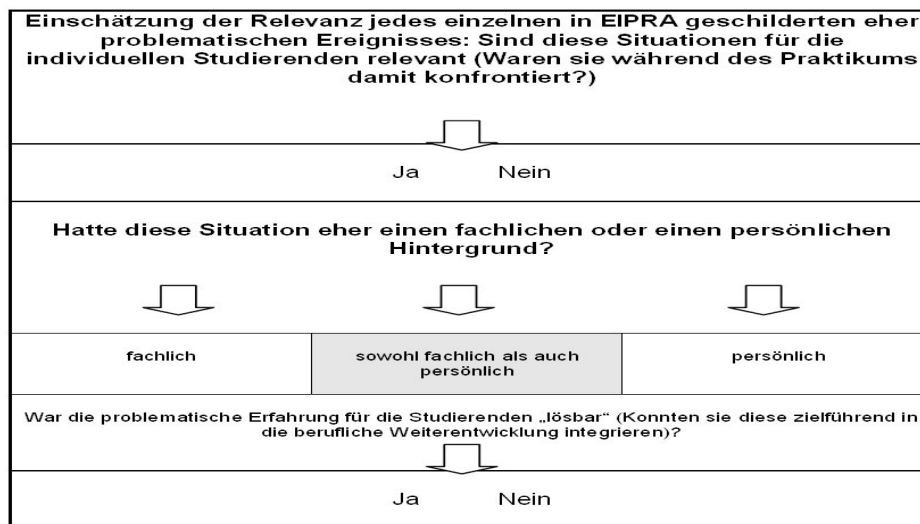 Einschätzung der Relevanz jedes einzelnen in EIPRA geschilderten eher
problematischen Ereignisses: Sind diese Situationen für die
individuellen Studierenden relevant (Waren sie während des Praktikums
damit konfrontiert?)
Ja Nein
Hatte diese Situation eher einen fachlichen oder einen persönlichen
Hintergrund?
fachlich
sowohl fachlich als auch
persönlich
persönlich
War die problematische Erfahrung für die Studierenden „lösbar“ (Konnten sie diese zielführend in
die berufliche Weiterentwicklung integrieren)?
Ja Nein